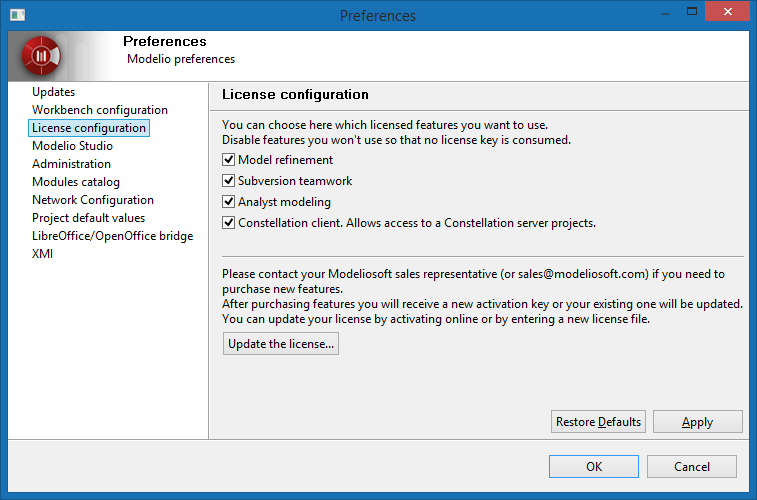 Preferences
Preferences
Modelio preferences
Updates
Workbench configuration
License configuration
Modelio Studio
Administration
Modules catalog
Network Configuration
Project default values
LibreOffice/OpenOffice bridge
XMI
License configuration
You can choose here which licensed features you want to use.
Disable features you won't use so that no license key is consumed.
Model refinement
Subversion teamwork
Analyst modeling
Constellation client. Allows access to a Constellation server projects.
Please contact your Modeliosoft sales representative (or sales@modeliosoft.com) if you need to
purchase new features.
After purchasing features you will receive a new activation key or your existing one will be updated.
You can update your license by activating online or by entering a new license file.
Update the license...
Restore Defaults
Apply
OK
Cancel